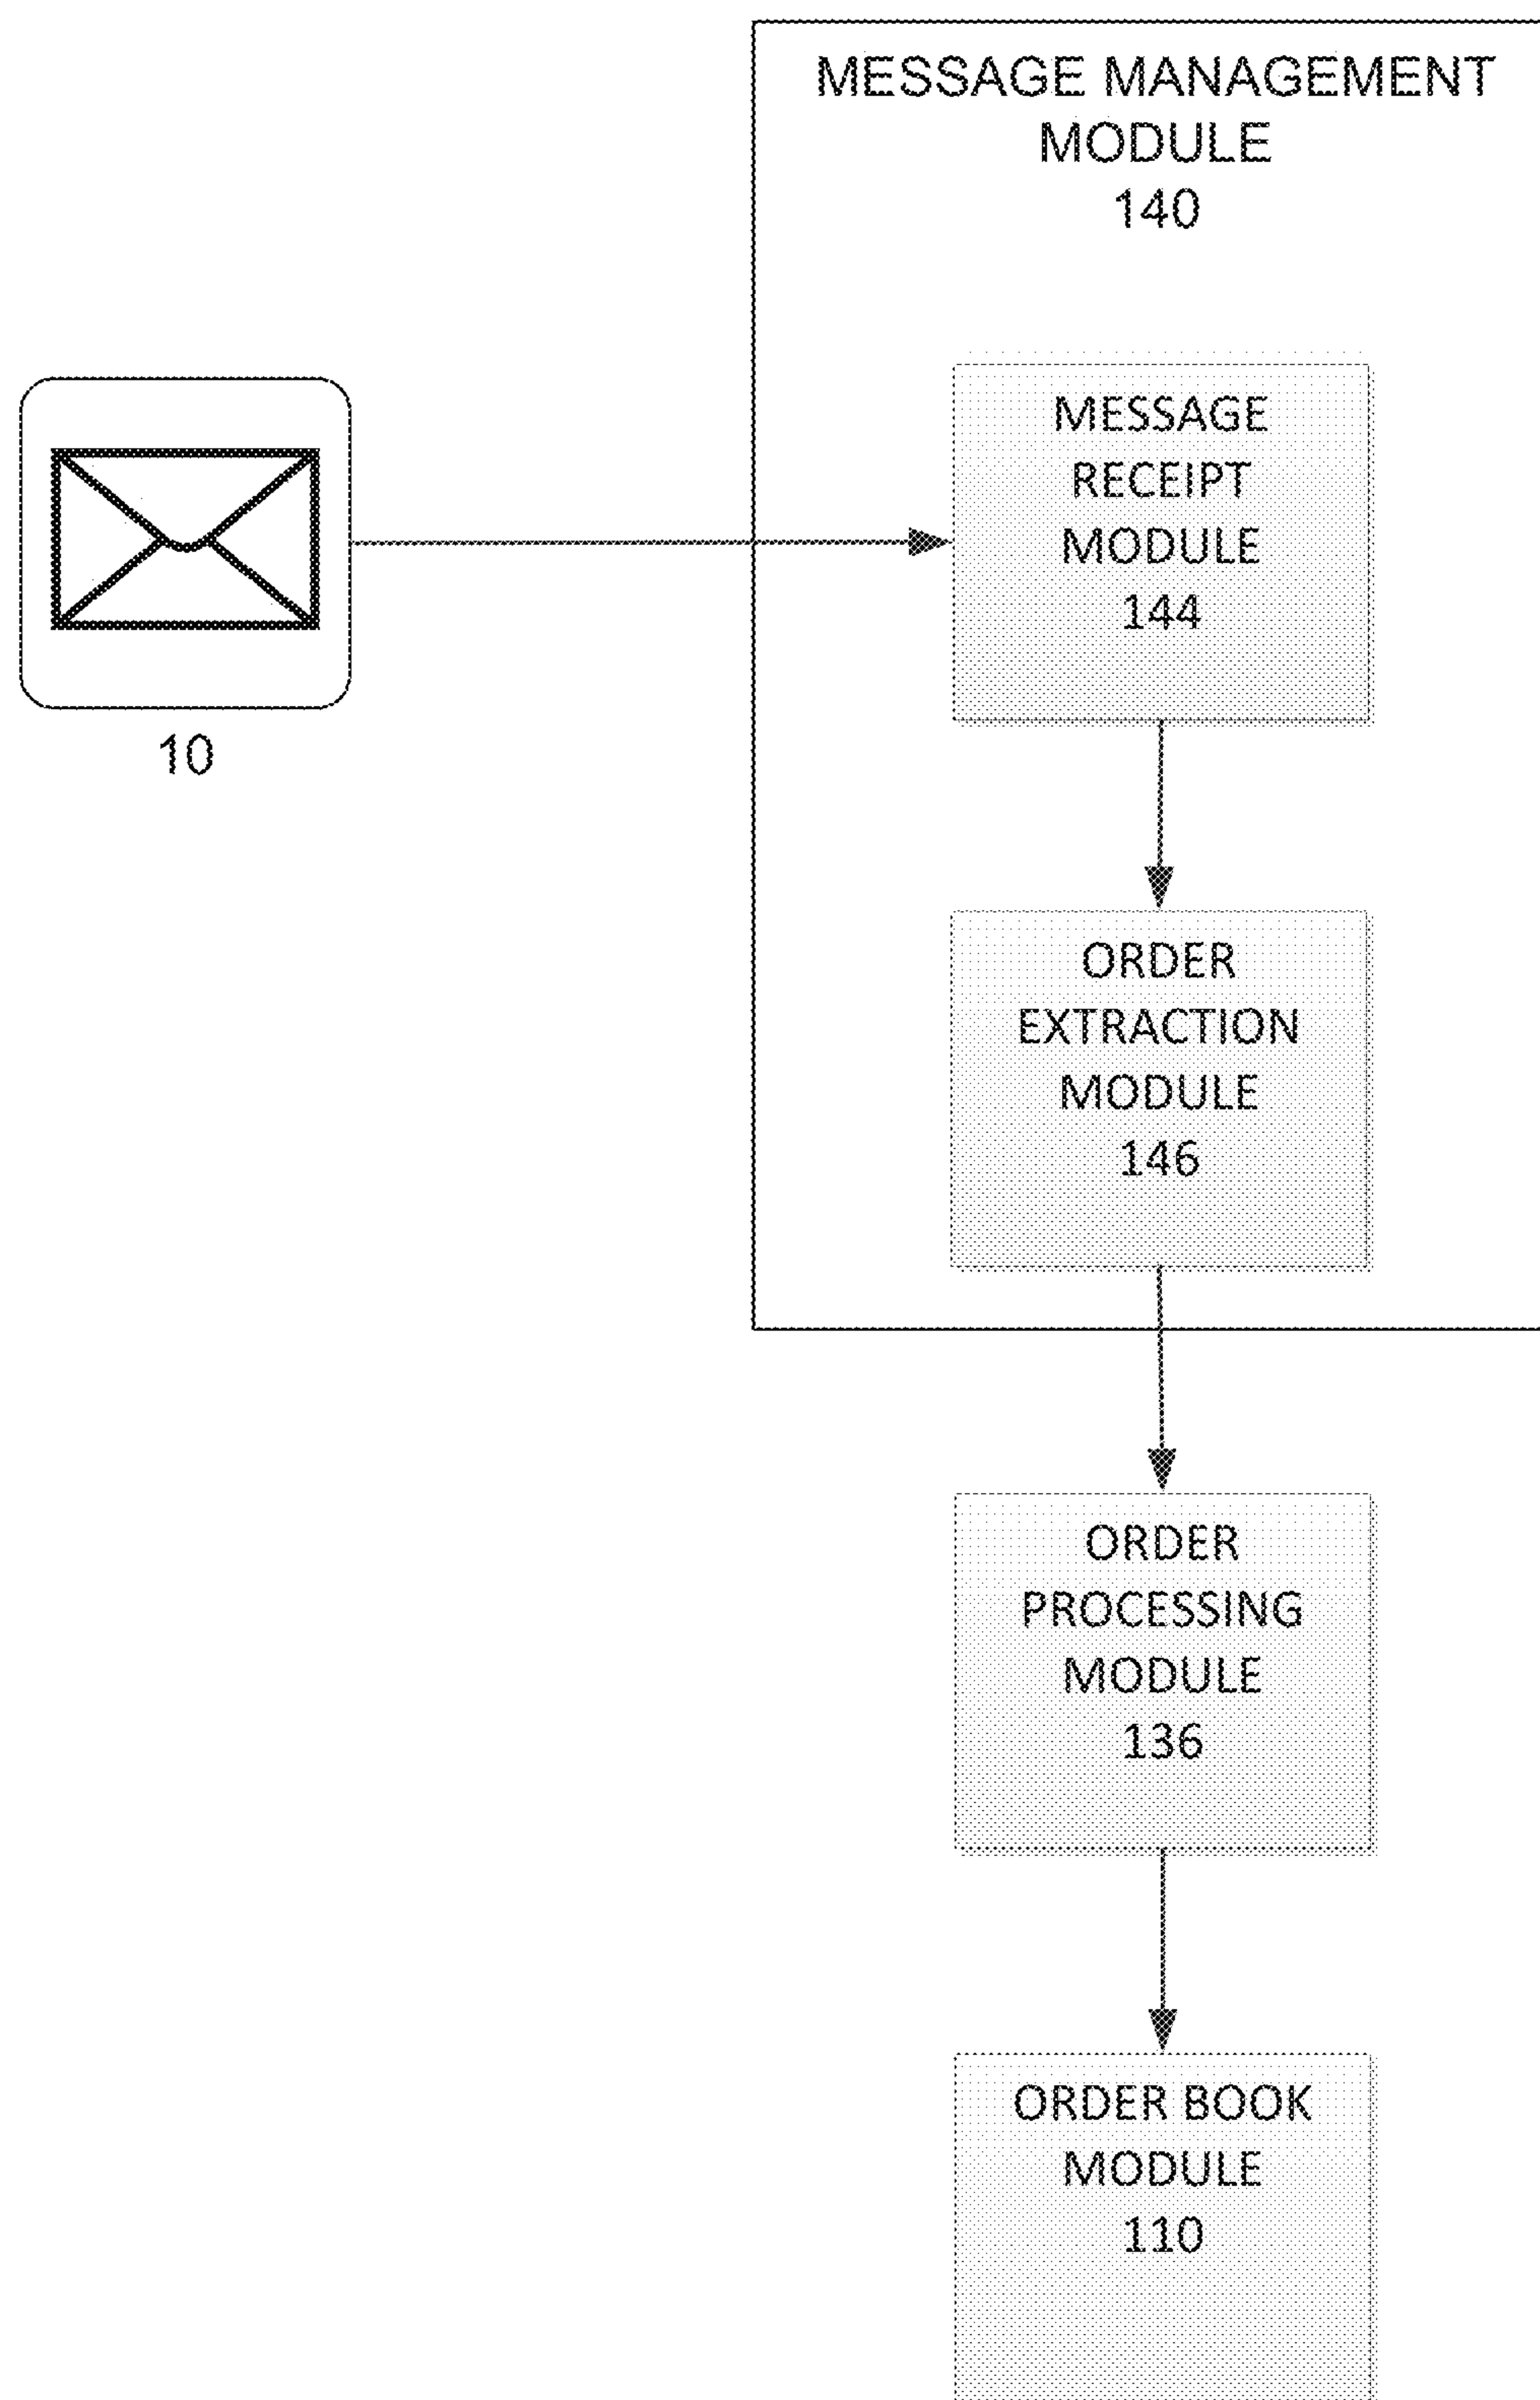 MESSAGE MANAGEMENT
MODULE
140
MESSAGE
RECEIPT
MODULE
144
10
ORDER
EXTRACTION
MODULE
146
ORDER
PROCESSING
MODULE
136
ORDER BOOK
MODULE
110